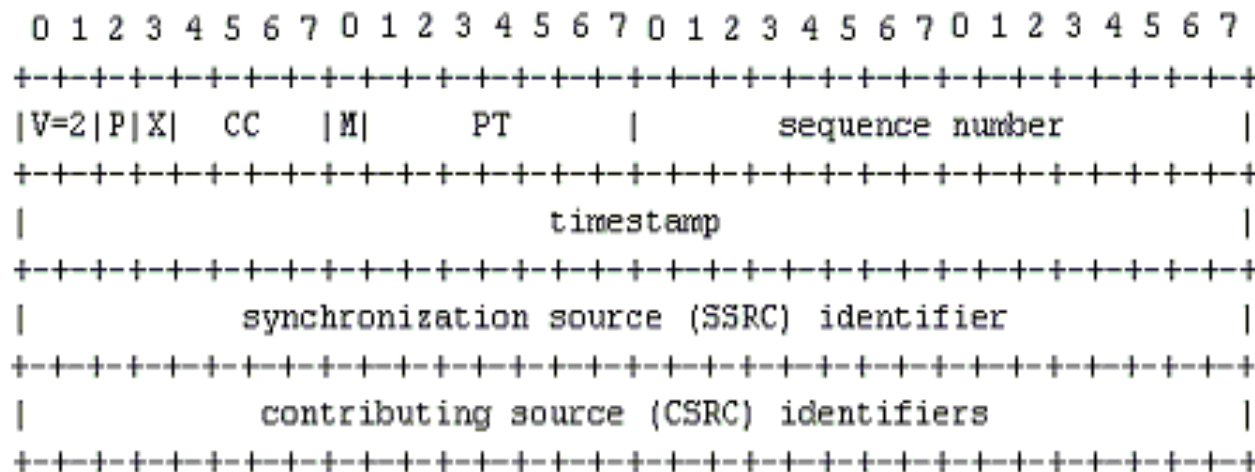 0 1 2 3 4 5 6 7 0 1 2 3 4 5 6 7 0 1 2 3 4 5 6 7 0 1 2 3 4 5 6 7
+-+-+-+-+-+-+-+-+-+-+-+-+-+-+-+-+-+-+-+-+-+-+-+-+-+-+-+-+-+-+-+-+
|V=2|P|X| CC |M| PT | sequence number |
+-+-+-+-+-+-+-+-+-+-+-+-+-+-+-+-+-+-+-+-+-+-+-+-+-+-+-+-+-+-+-+-+
| timestamp |
+-+-+-+-+-+-+-+-+-+-+-+-+-+-+-+-+-+-+-+-+-+-+-+-+-+-+-+-+-+-+-+-+
| synchronization source (SSRC) identifier |
+-+-+-+-+-+-+-+-+-+-+-+-+-+-+-+-+-+-+-+-+-+-+-+-+-+-+-+-+-+-+-+-+
| contributing source (CSRC) identifiers |
+-+-+-+-+-+-+-+-+-+-+-+-+-+-+-+-+-+-+-+-+-+-+-+-+-+-+-+-+-+-+-+-+